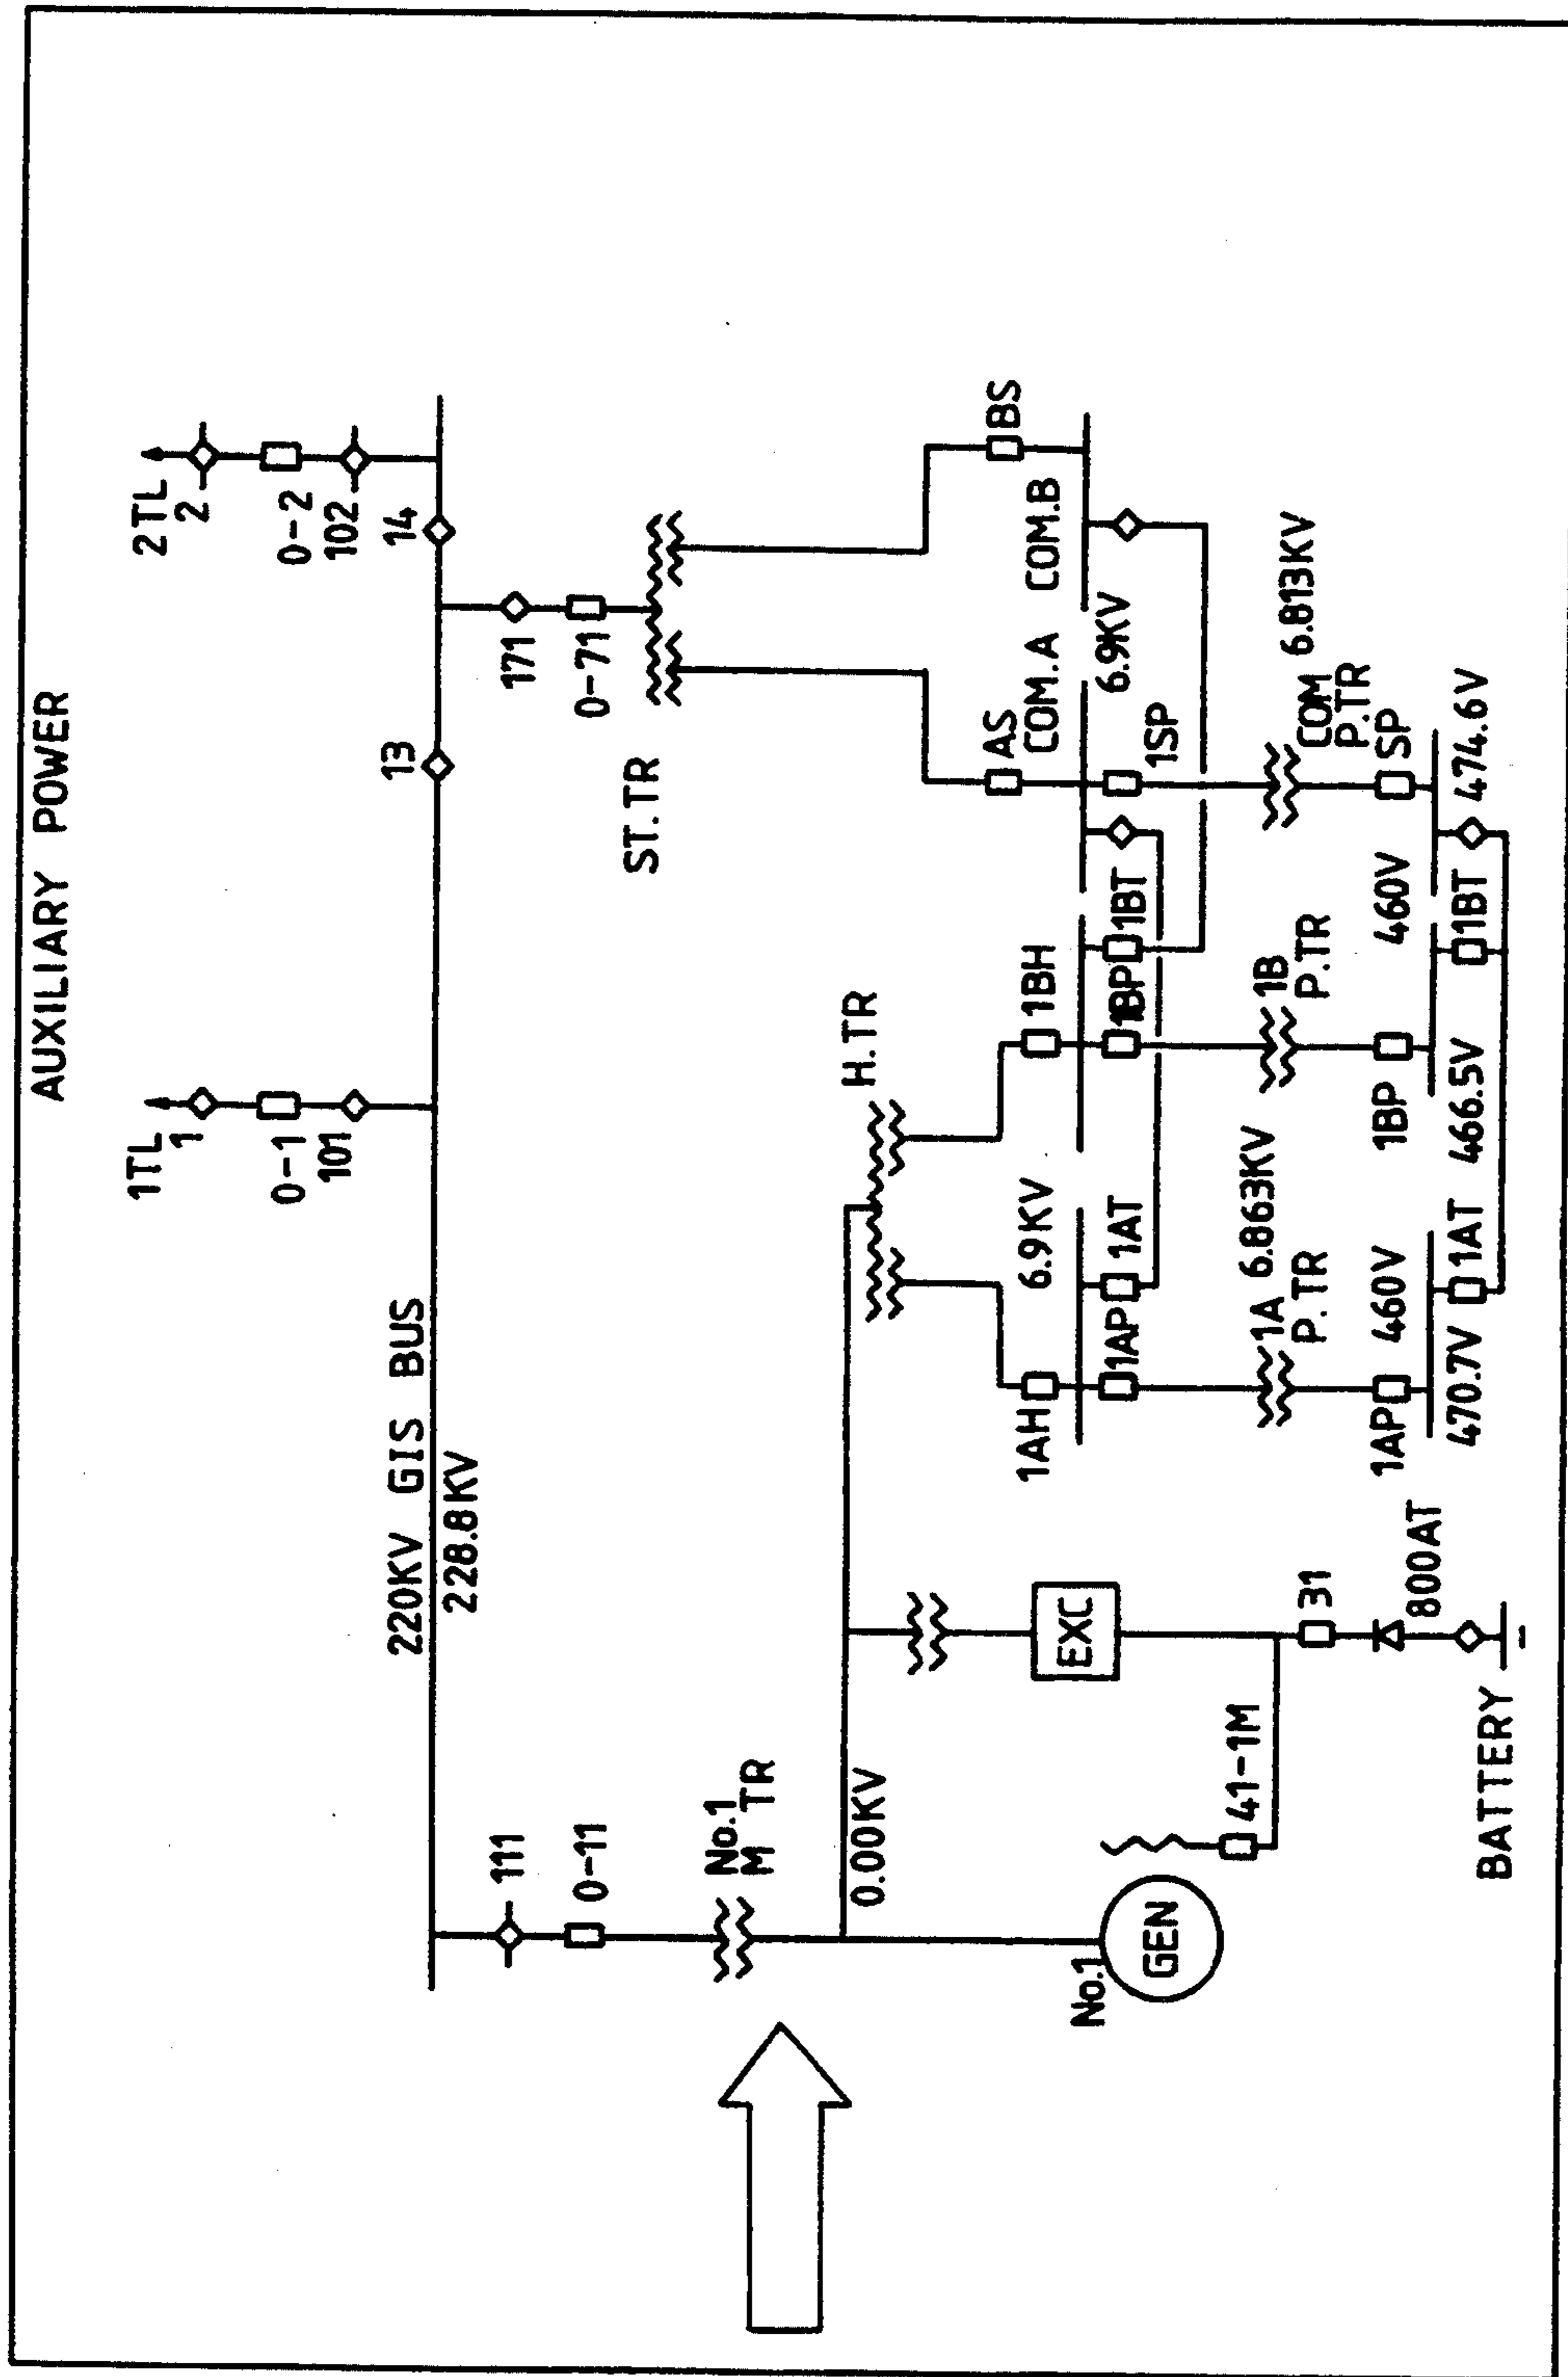 AUXILIARY POWER
1TL
1
0-1
101
2TL
2
0-2
102
220KV GIS BUS
228.8KV
13
14
111
0-11
171
0-71
No.1
M TR
ST.TR
0.00KV
H.TR
No.1
GEN
41-1M
EXC
31
800AT
BATTERY
1AH
6.9KV
1BH
AS
COM.A
COM.B
BS
6.9KV
1AP
1AT
1BP
1BT
1SP
1A 6.863KV
P.TR
1B
P.TR
COM 6.813KV
P.TR
1AP
460V
1BP
460V
SP
470.7V
1AT
466.5V
1BT
474.6V